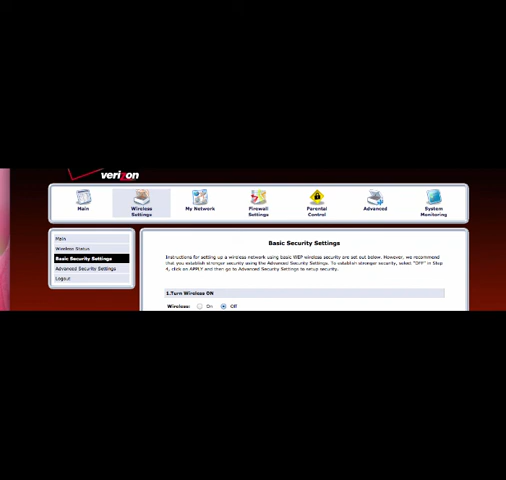 verizon
Main
Wireless
Settings
My Network
Firewall
Settings
Parental
Control
Advanced
System
Monitoring
Main
Wireless Status
Basic Security Settings
Advanced Security Settings
Logout
Basic Security Settings
Instructions for setting up a wireless network using basic WEP wireless security are set out below. However, we recommend
that you establish stronger security using the Advanced Security Settings. To establish stronger security, select "OFF" in Step
4, click on APPLY and then go to Advanced Security Settings to setup security.
1.Turn Wireless ON
Wireless: On Off